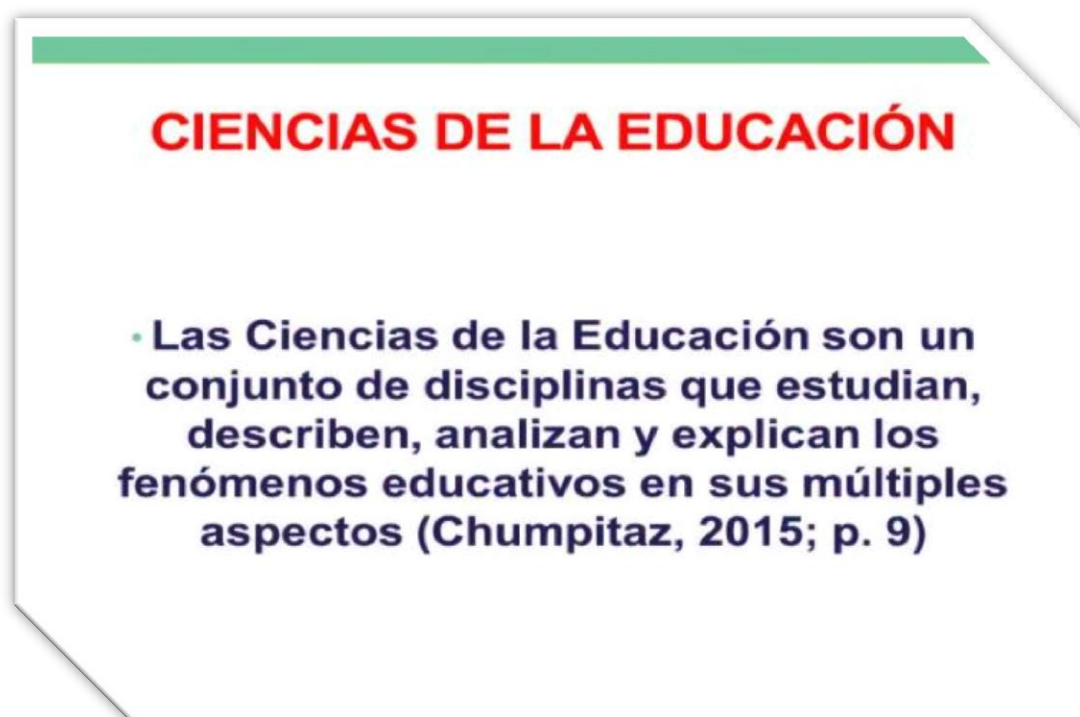 CIENCIAS DE LA EDUCACIÓN
• Las Ciencias de la Educación son un
conjunto de disciplinas que estudian,
describen, analizan y explican los
fenómenos educativos en sus múltiples
aspectos (Chumpitaz, 2015; p. 9)